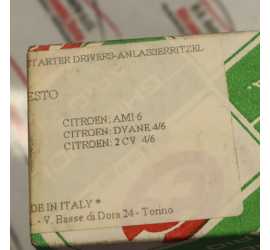 STARTER DRIVERS-ANLASSERRITZEL
ESTO
CITROEN: AMI 6
CITROEN: DYANE 4/6
CITROEN: 2 CV 4/6
DE IN ITALY *
. - V. Basse di Dora 24 - Torino